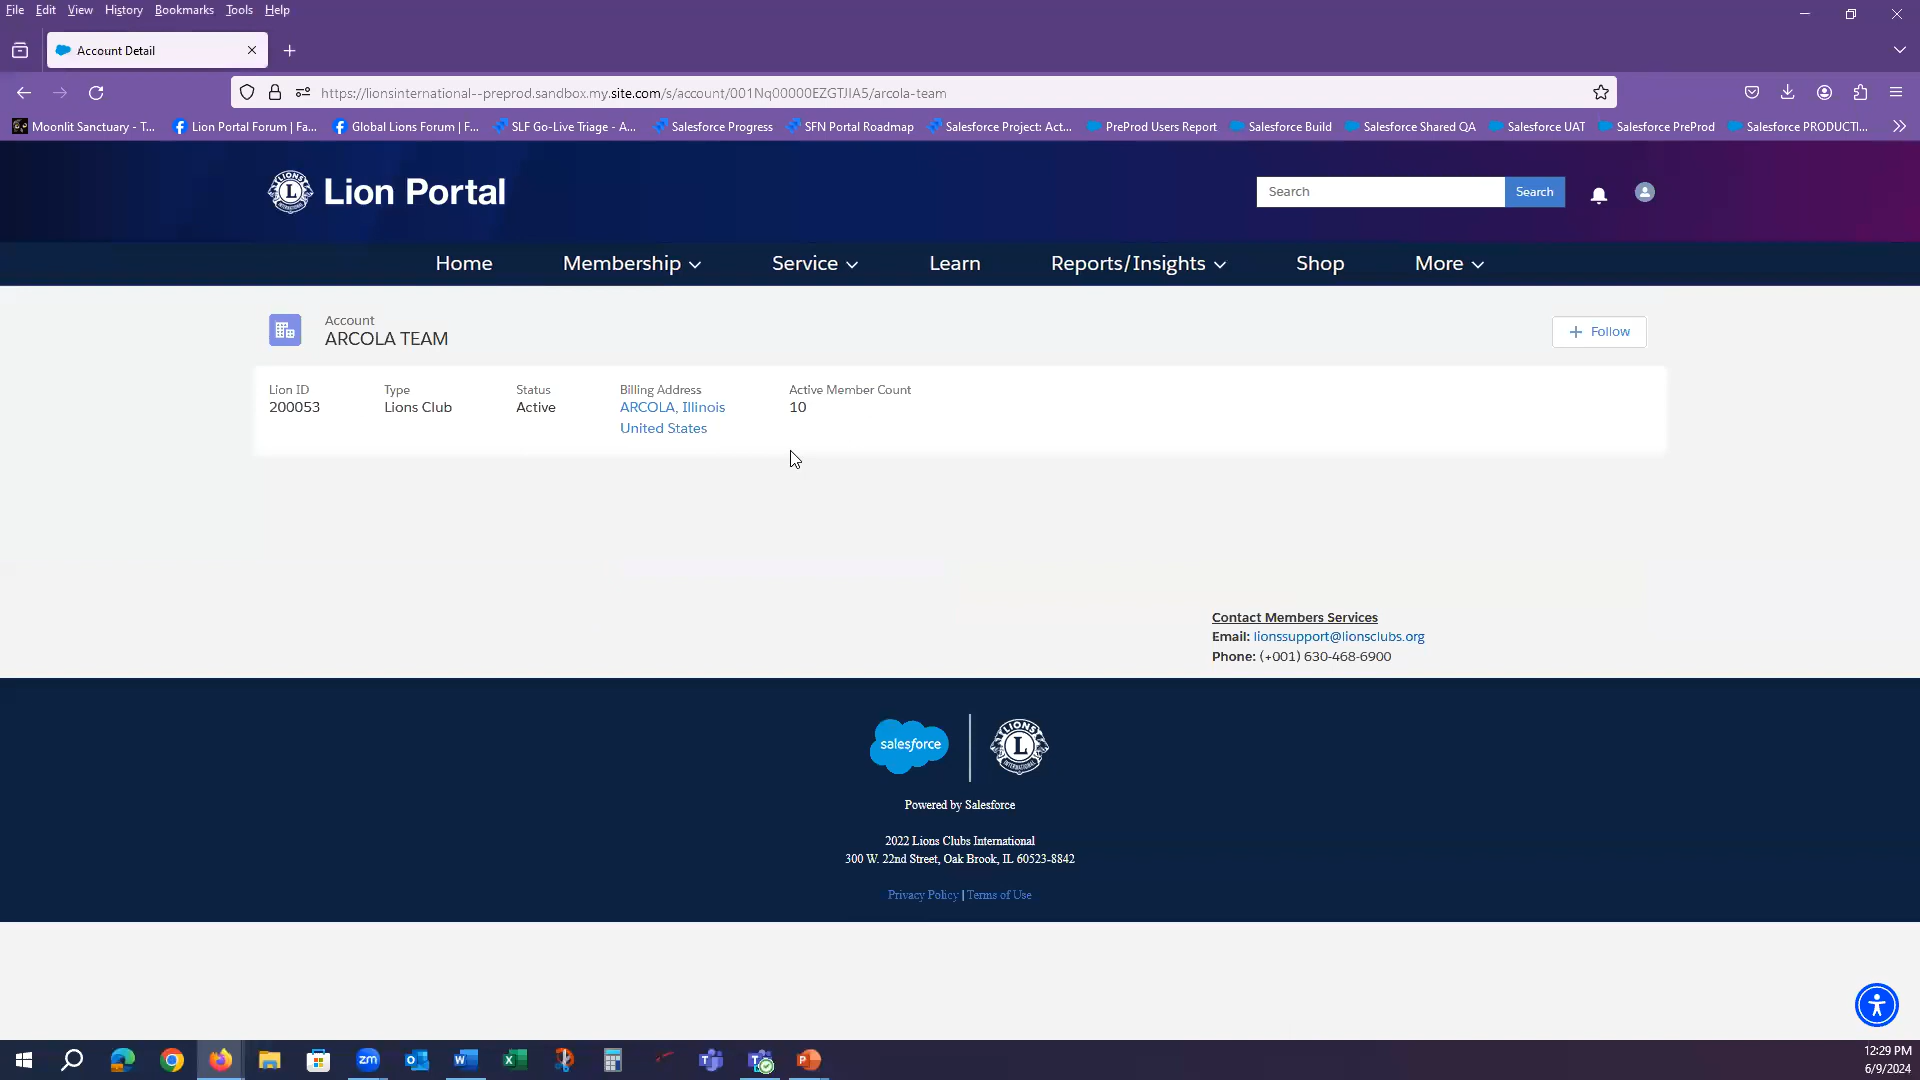 File Edit View History Bookmarks Tools Help
Account Detail
https://lionsinternational--preprod.sandbox.my.site.com/s/account/001Nq00000EZGTJIA5/arcola-team
Moonlit Sanctuary - T... Lion Portal Forum | Fa... Global Lions Forum | F... SLF Go-Live Triage - A... Salesforce Progress SFN Portal Roadmap Salesforce Project: Act... PreProd Users Report Salesforce Build Salesforce Shared QA Salesforce UAT Salesforce PreProd Salesforce PRODUCTI...
LIONS L INTERNATIONAL Lion Portal
Search Search
Home Membership Service Learn Reports/Insights Shop More
Account
ARCOLA TEAM
Follow
Lion ID Type Status Billing Address Active Member Count
200053 Lions Club Active ARCOLA, Illinois 10
United States
Contact Members Services
Email: lionssupport@lionsclubs.org
Phone: (+001) 630-468-6900
salesforce LIONS L INTERNATIONAL
Powered by Salesforce
2022 Lions Clubs International
300 W. 22nd Street, Oak Brook, IL 60523-8842
Privacy Policy | Terms of Use
zm W X T T P
12:29 PM
6/9/2024